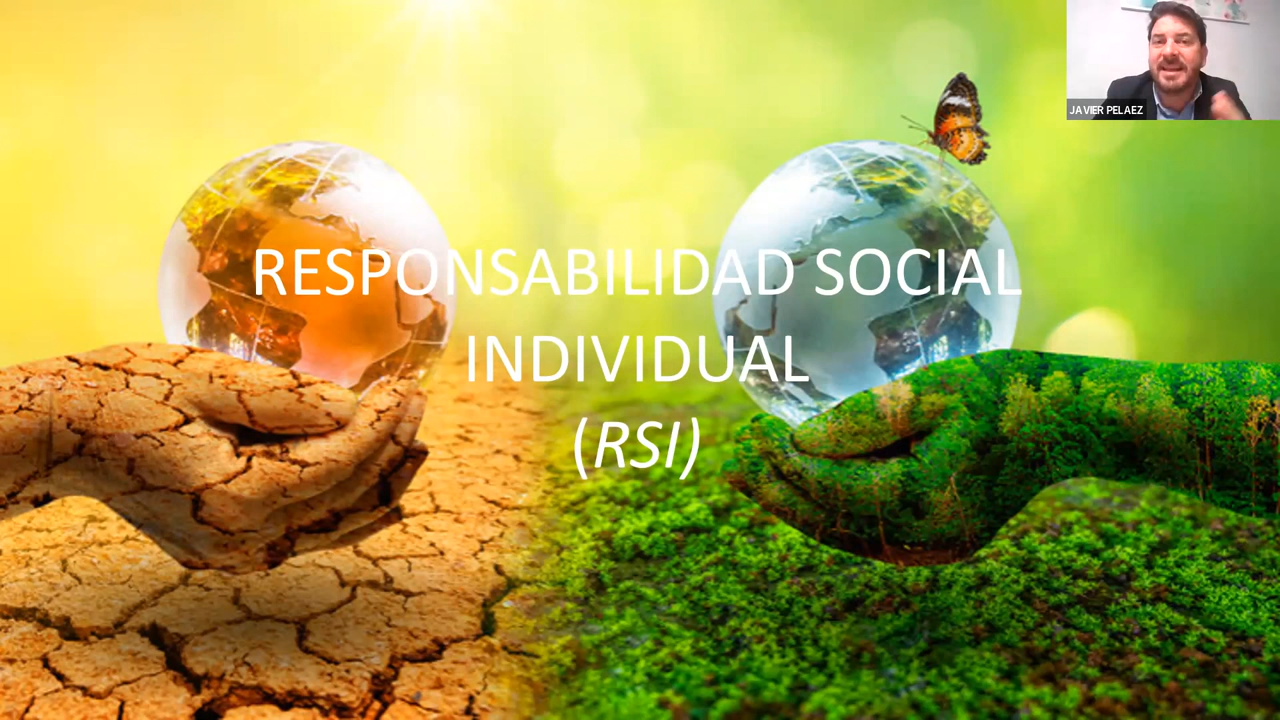 JAVIER PELAEZ
RESPONSABILIDAD SOCIAL
INDIVIDUAL
(RSI)